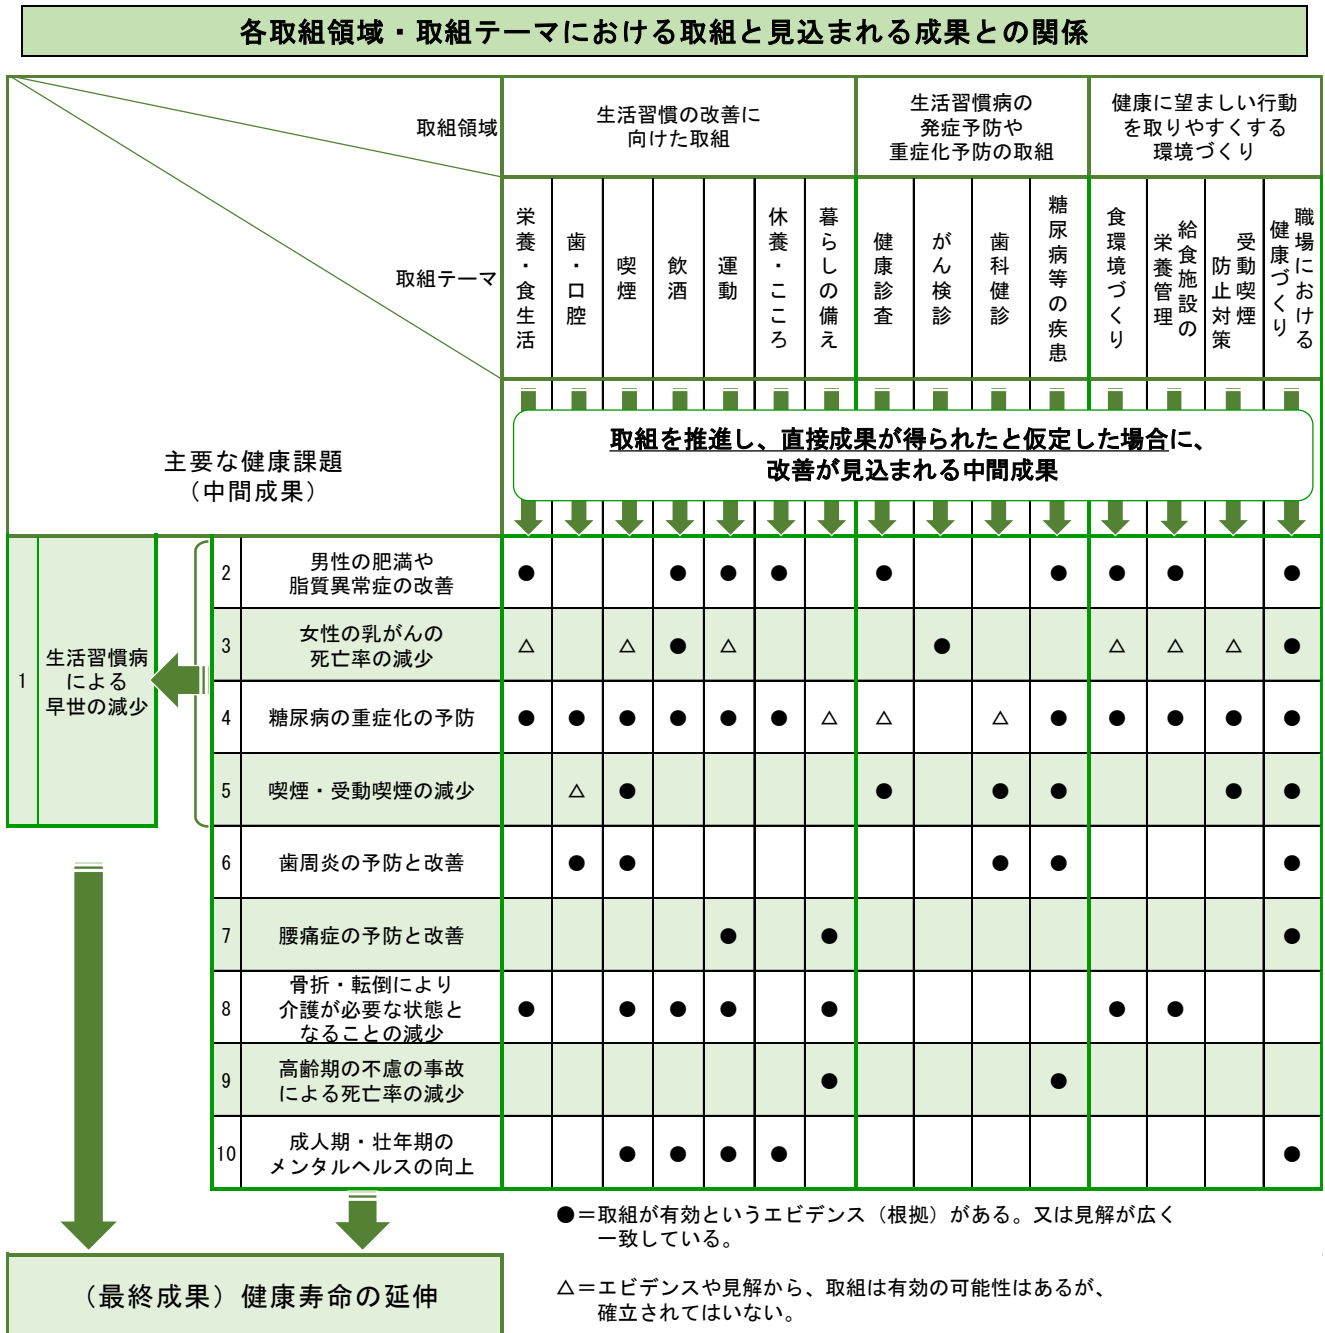 各取組領域・取組テーマにおける取組と見込まれる成果との関係
取組領域
生活習慣の改善に
向けた取組
生活習慣病の
発症予防や
重症化予防の取組
健康に望ましい行動
を取りやすくする
環境づくり
取組テーマ
栄養・食生活
歯・口腔
喫煙
飲酒
運動
休養・こころ
暮らしの備え
健康診査
がん検診
歯科健診
糖尿病等の疾患
食環境づくり
給食施設の
栄養管理
受動喫煙
防止対策
職場における
健康づくり
主要な健康課題
（中間成果）
取組を推進し、直接成果が得られたと仮定した場合に、
改善が見込まれる中間成果
1
生活習慣病
による
早世の減少
2 男性の肥満や
脂質異常症の改善
● ● ● ● ● ● ● ● ●
3 女性の乳がんの
死亡率の減少
△ △ ● △ ● △ △ △ ●
4 糖尿病の重症化の予防 ● ● ● ● ● ● △ △ △ ● ● ● ● ●
5 喫煙・受動喫煙の減少 △ ● ● ● ● ● ●
6 歯周炎の予防と改善 ● ● ● ● ●
7 腰痛症の予防と改善 ● ● ●
8 骨折・転倒により
介護が必要な状態と
なることの減少
● ● ● ● ● ● ●
9 高齢期の不慮の事故
による死亡率の減少
● ●
10 成人期・壮年期の
メンタルヘルスの向上
● ● ● ● ●
●＝取組が有効というエビデンス（根拠）がある。又は見解が広く
一致している。
△＝エビデンスや見解から、取組は有効の可能性はあるが、
確立されてはいない。
（最終成果）健康寿命の延伸